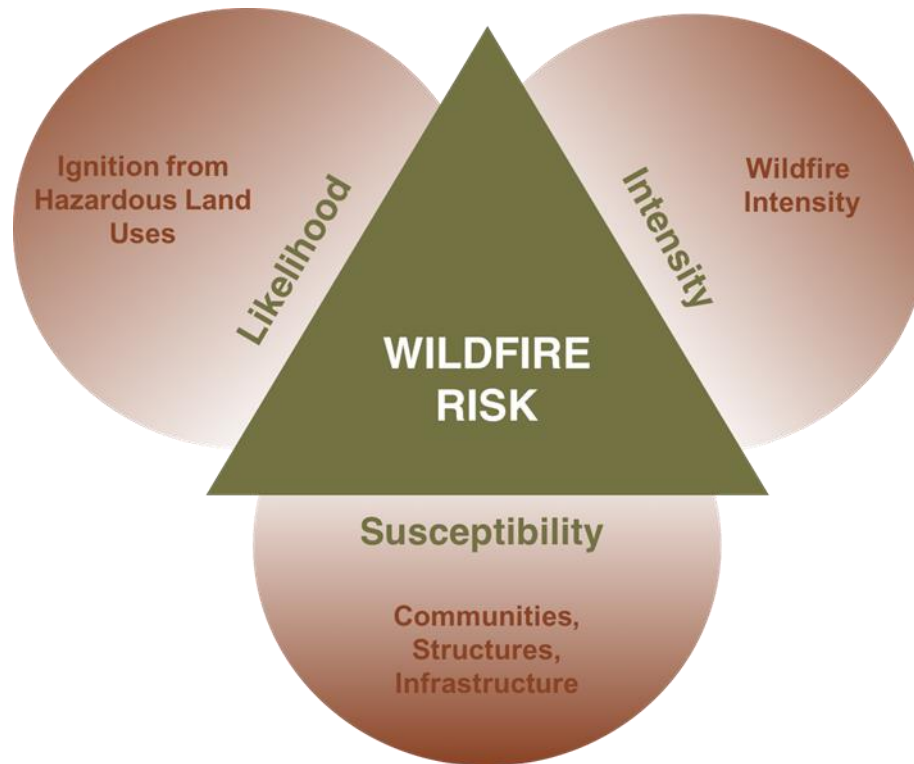 Ignition from
Hazardous Land
Uses
Likelihood
Intensity
Wildfire
Intensity
WILDFIRE
RISK
Susceptibility
Communities,
Structures,
Infrastructure